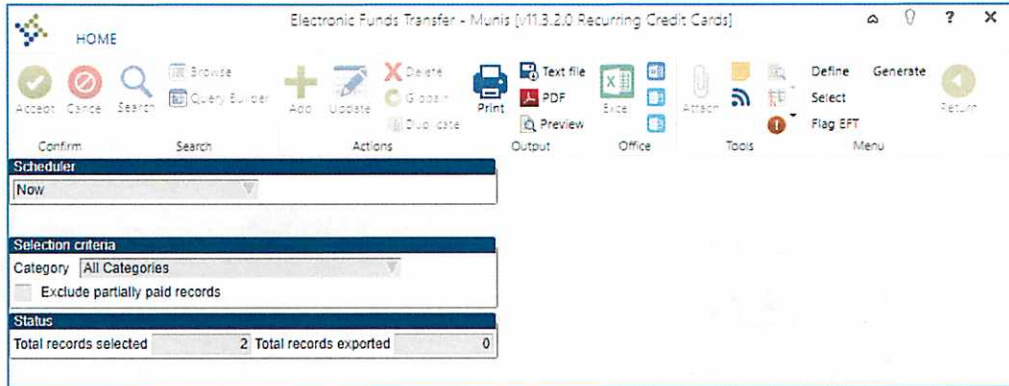 Electronic Funds Transfer - Munis [v11.3.2.0 Recurring Credit Cards]
HOME
Accept Cancel Search Browse Query Builder Add Update Delete Global Duplicate Print Text file PDF Preview Excel Attach Define Generate Select Flag EFT Return
Confirm Search Actions Output Office Tools Menu
Scheduler
Now
Selection criteria
Category All Categories
Exclude partially paid records
Status
Total records selected 2 Total records exported 0